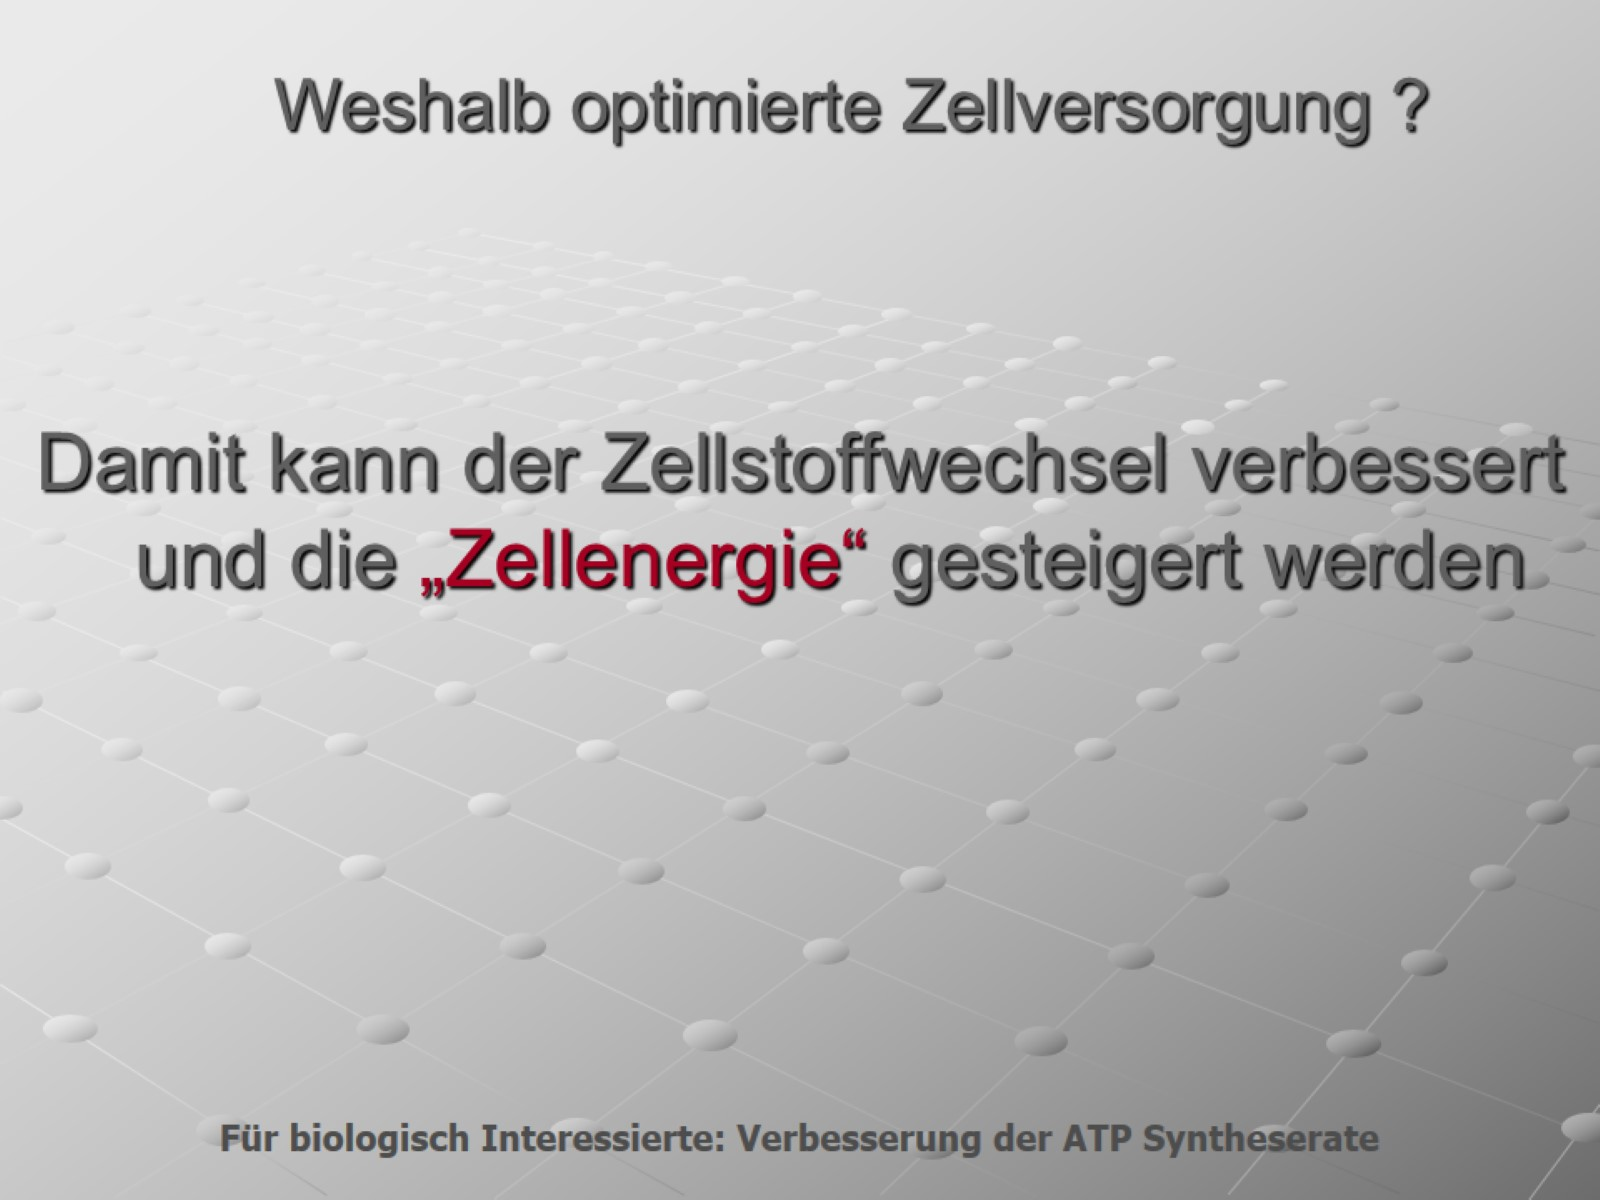 Weshalb optimierte Zellversorgung ?
Damit kann der Zellstoffwechsel verbessert
und die „Zellenergie“ gesteigert werden
Für biologisch Interessierte: Verbesserung der ATP Syntheserate